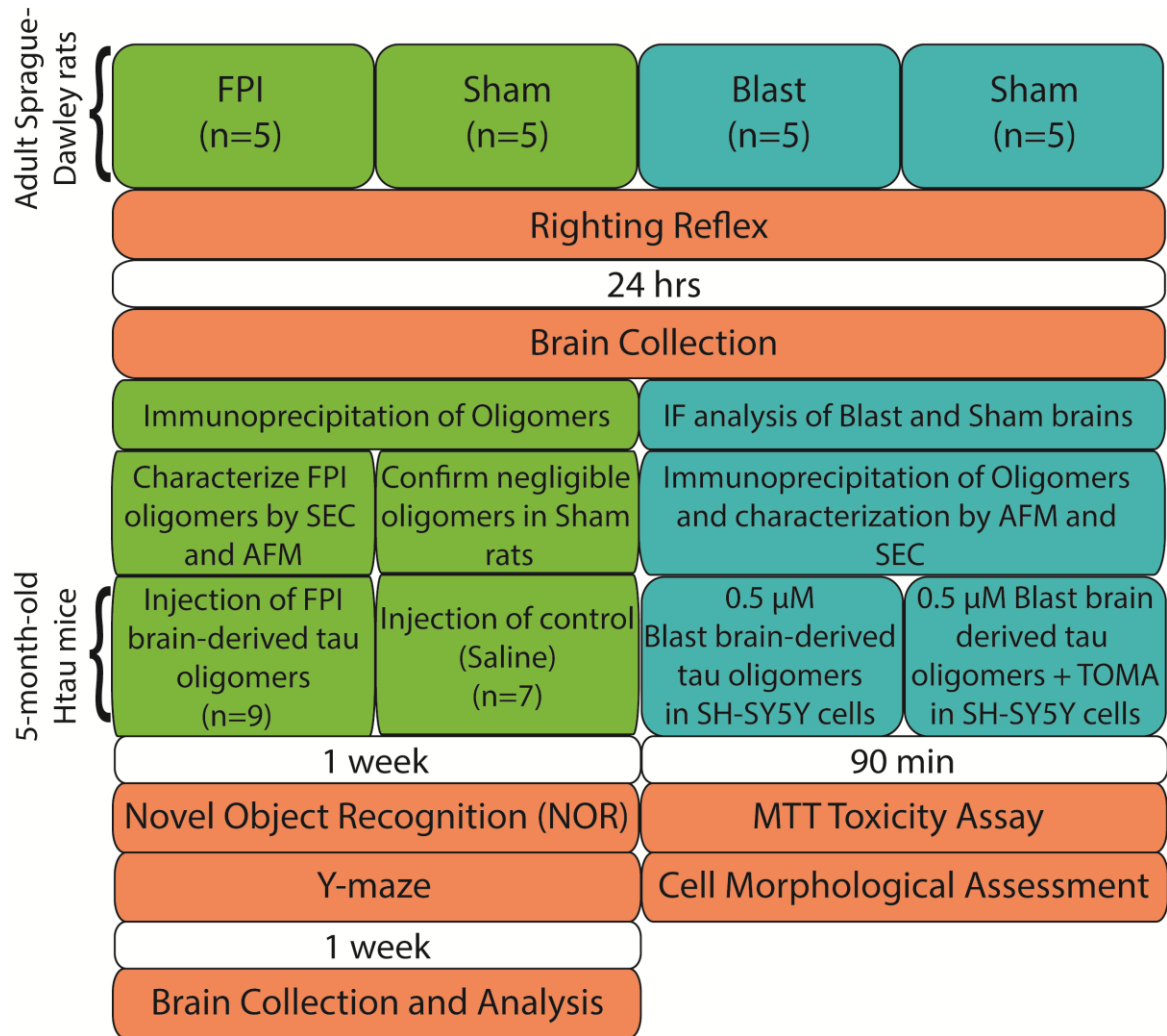 Adult Sprague-
Dawley rats
FPI
(n=5)
Sham
(n=5)
Blast
(n=5)
Sham
(n=5)
Righting Reflex
24 hrs
Brain Collection
Immunoprecipitation of Oligomers
IF analysis of Blast and Sham brains
Characterize FPI
oligomers by SEC
and AFM
Confirm negligible
oligomers in Sham
rats
Immunoprecipitation of Oligomers
and characterization by AFM and
SEC
5-month-old
Htau mice
Injection of FPI
brain-derived tau
oligomers
(n=9)
Injection of control
(Saline)
(n=7)
0.5 µM
Blast brain-derived
tau oligomers
in SH-SY5Y cells
0.5 µM Blast brain
derived tau
oligomers + TOMA
in SH-SY5Y cells
1 week
90 min
Novel Object Recognition (NOR)
MTT Toxicity Assay
Y-maze
Cell Morphological Assessment
1 week
Brain Collection and Analysis